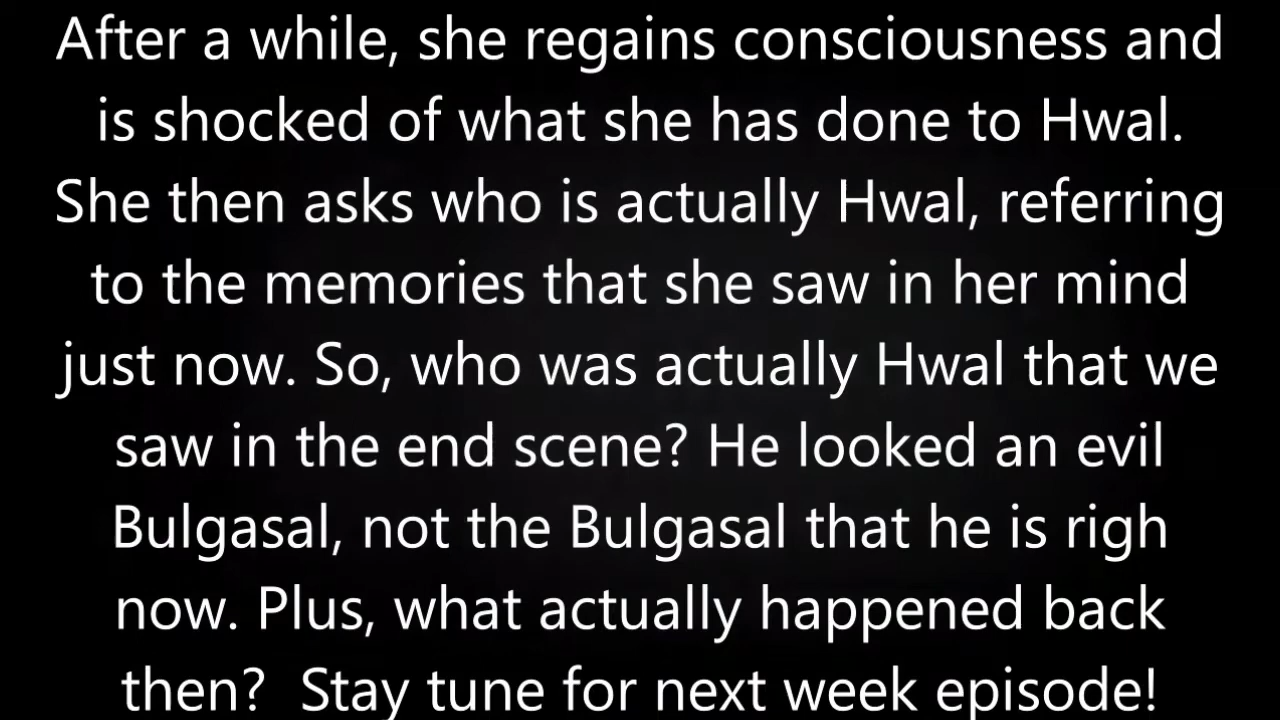 After a while, she regains consciousness and
is shocked of what she has done to Hwal.
She then asks who is actually Hwal, referring
to the memories that she saw in her mind
just now. So, who was actually Hwal that we
saw in the end scene? He looked an evil
Bulgasal, not the Bulgasal that he is righ
now. Plus, what actually happened back
then?  Stay tune for next week episode!